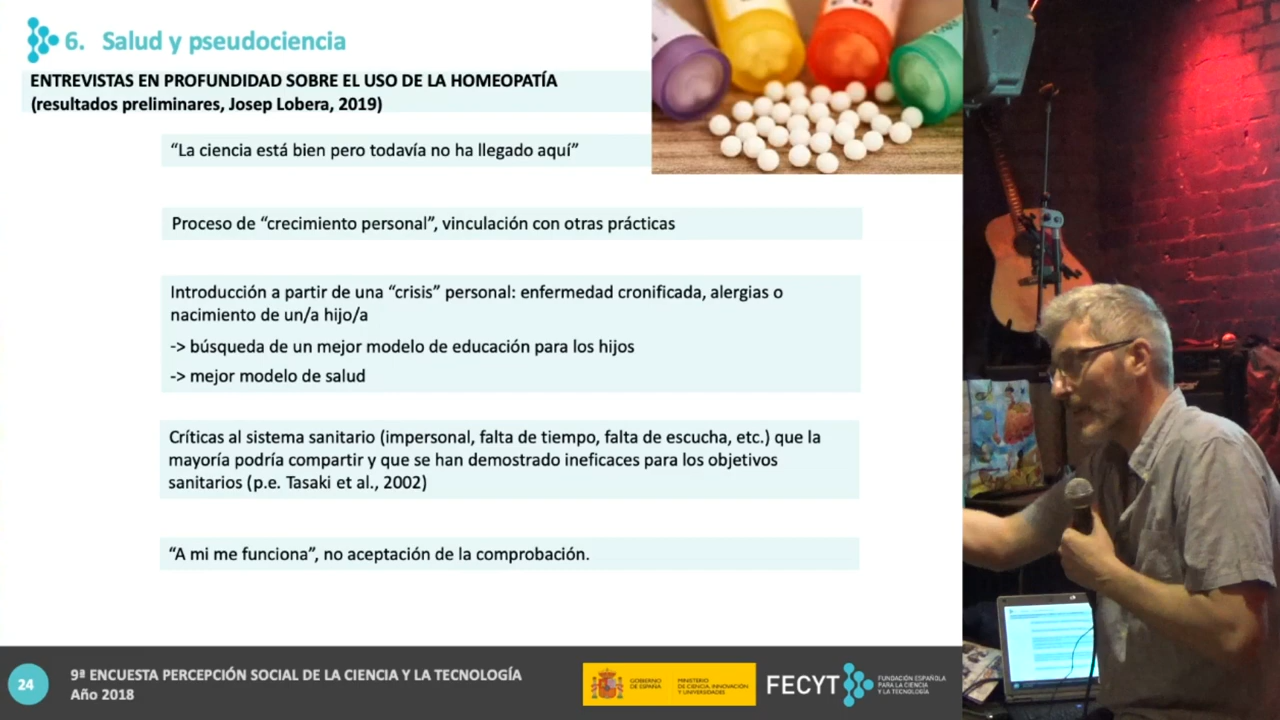 6. Salud y pseudociencia
ENTREVISTAS EN PROFUNDIDAD SOBRE EL USO DE LA HOMEOPATÍA
(resultados preliminares, Josep Lobera, 2019)
“La ciencia está bien pero todavía no ha llegado aquí”
Proceso de “crecimiento personal”, vinculación con otras prácticas
Introducción a partir de una “crisis” personal: enfermedad cronificada, alergias o
nacimiento de un/a hijo/a
-> búsqueda de un mejor modelo de educación para los hijos
-> mejor modelo de salud
Críticas al sistema sanitario (impersonal, falta de tiempo, falta de escucha, etc.) que la
mayoría podría compartir y que se han demostrado ineficaces para los objetivos
sanitarios (p.e. Tasaki et al., 2002)
“A mi me funciona”, no aceptación de la comprobación.
24
9ª ENCUESTA PERCEPCIÓN SOCIAL DE LA CIENCIA Y LA TECNOLOGÍA
Año 2018
GOBIERNO
DE ESPAÑA
MINISTERIO
DE CIENCIA, INNOVACIÓN
Y UNIVERSIDADES
FECYT
FUNDACIÓN ESPAÑOLA
PARA LA CIENCIA
Y LA TECNOLOGÍA